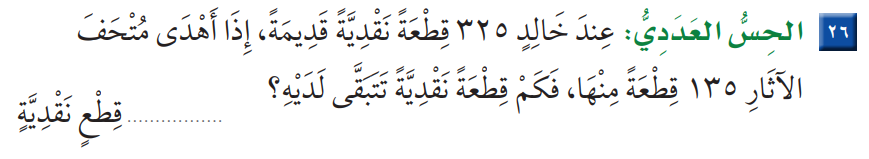 ٢٦ الحِسُّ العَدَدِيُّ: عِندَ خَالِدٍ ٣٢٥ قِطْعَةً نَقْدِيَّةً قَدِيمَةً، إِذَا أَهْدَى مُتْحَفَ
الآثَارِ ١٣٥ قِطْعَةً مِنْهَا، فَكَمْ قِطْعَةً نَقْدِيَّةً تَتَبَقَّى لَدَيْهِ؟
................ قِطْعٍ نَقْدِيَّةٍ